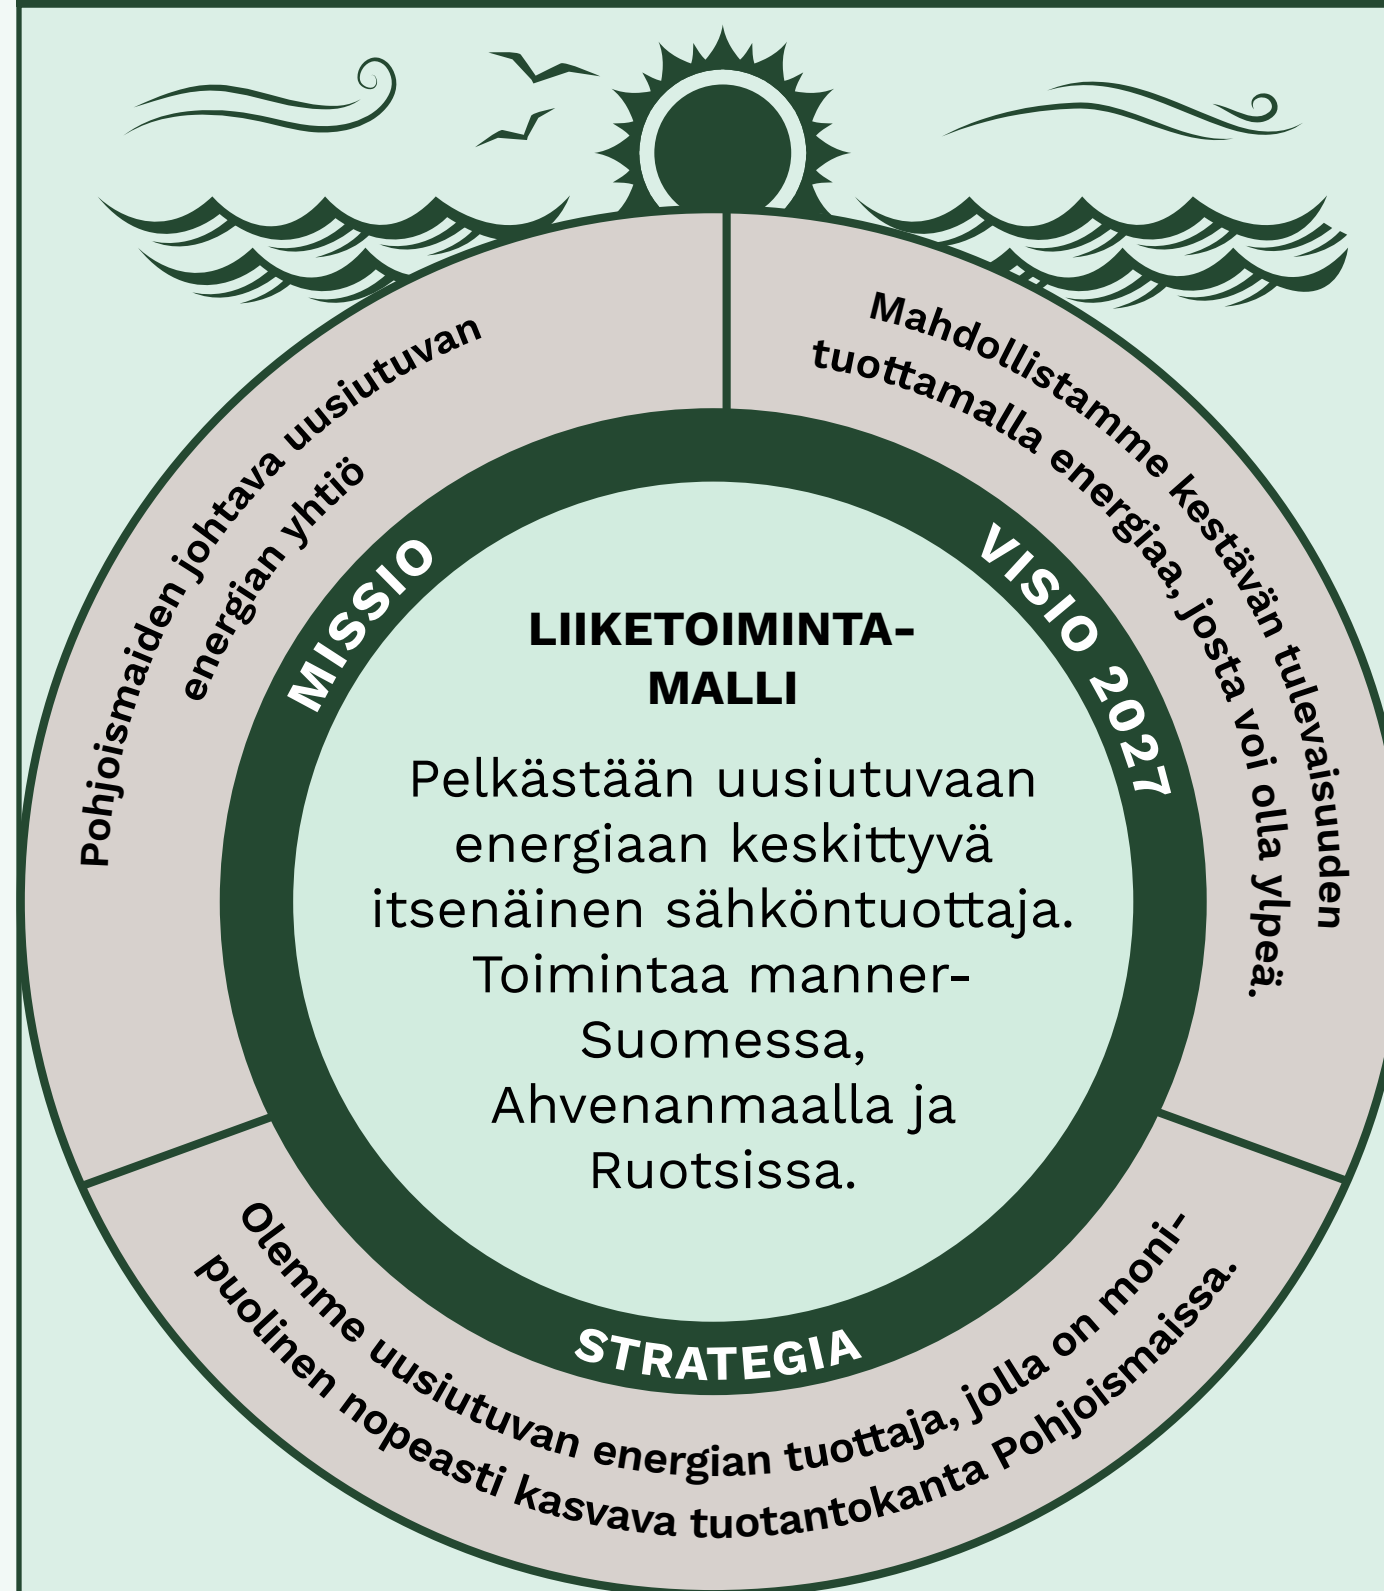 Pohjoismaiden johtava uusiutuvan
energian yhtiö
MISSIO
Mahdollistamme kestävän tulevaisuuden
tuottamalla energiaa, josta voi olla ylpeä.
VISIO 2027
LIIKETOIMINTA-
MALLI
Pelkästään uusiutuvaan
energiaan keskittyvä
itsenäinen sähköntuottaja.
Toimintaa manner-
Suomessa,
Ahvenanmaalla ja
Ruotsissa.
STRATEGIA
Olemme uusiutuvan energian tuottaja, jolla on moni-
puolinen nopeasti kasvava tuotantokanta Pohjoismaissa.